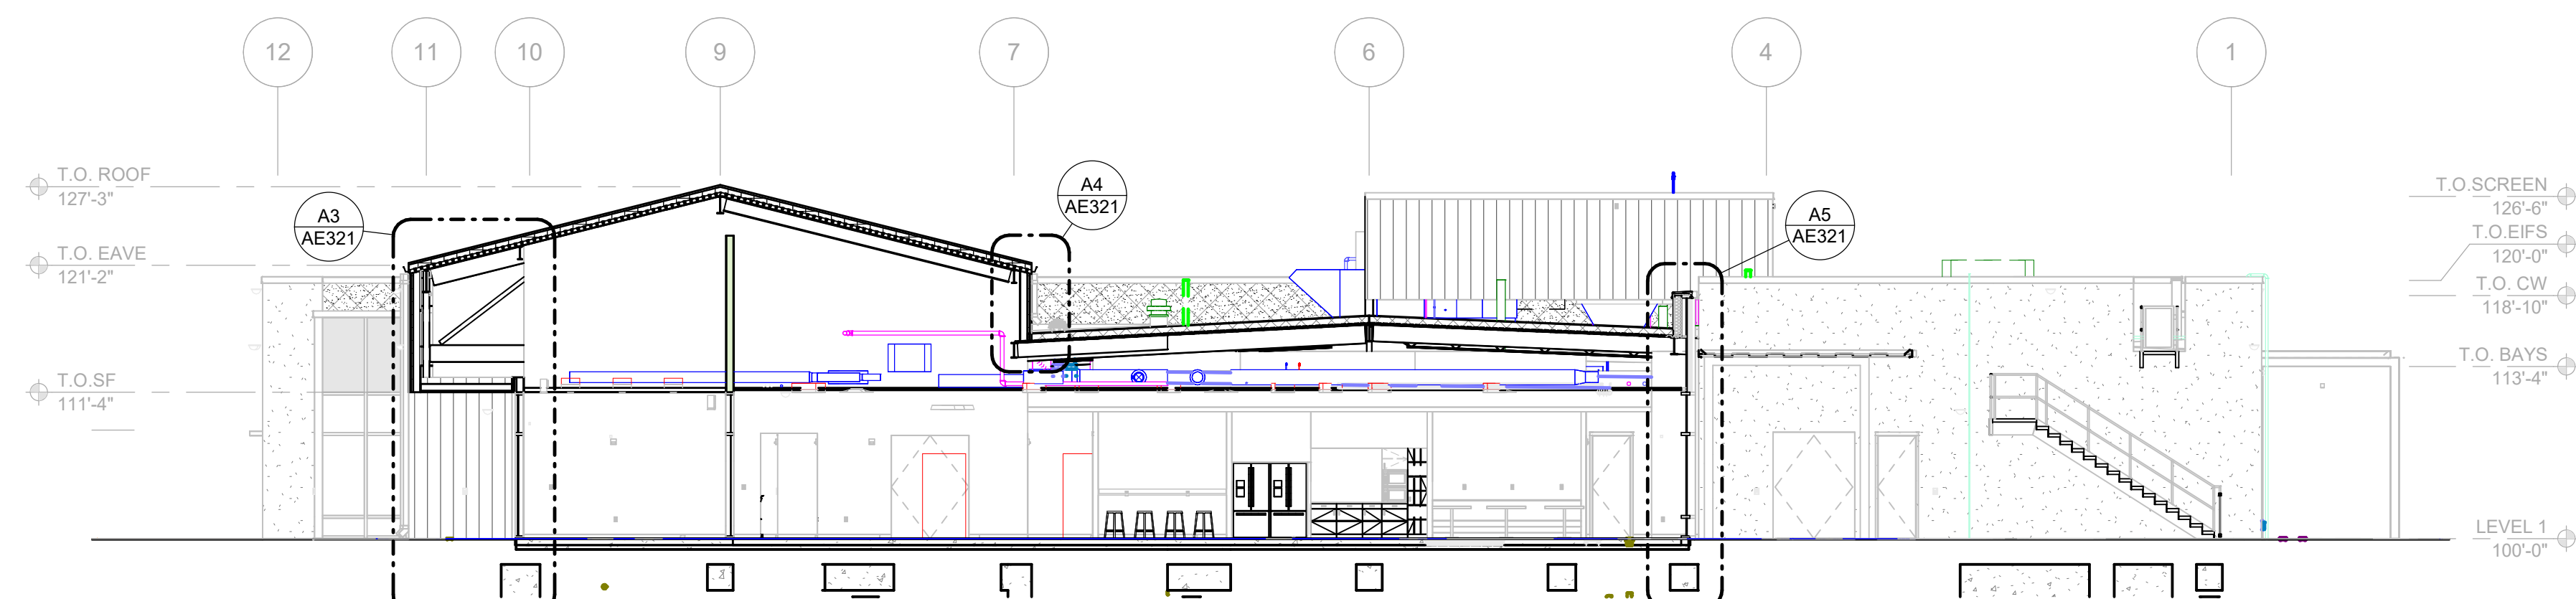 12
11
10
9
7
6
4
1
T.O. ROOF
127'-3"
A3
AE321
A4
AE321
A5
AE321
T.O.SCREEN
126'-6"
T.O.EIFS
120'-0"
T.O. EAVE
121'-2"
T.O. CW
118'-10"
T.O. BAYS
113'-4"
T.O.SF
111'-4"
LEVEL 1
100'-0"